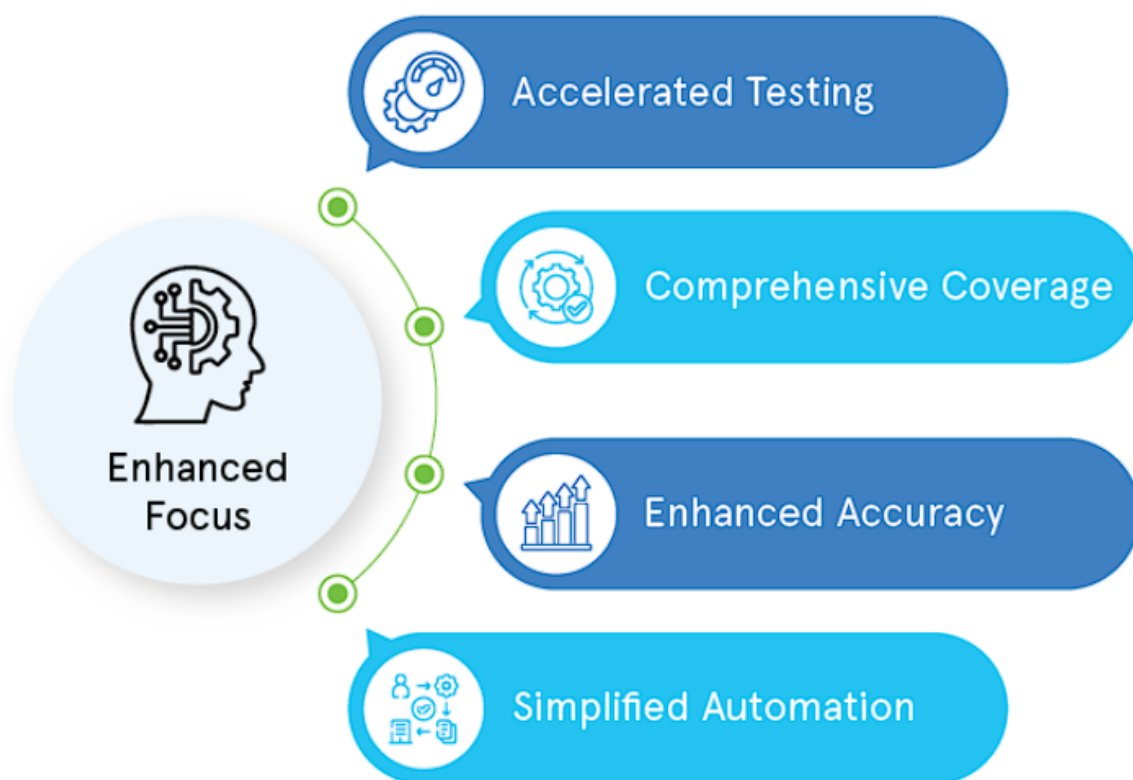 Accelerated Testing
Comprehensive Coverage
Enhanced
Focus
Enhanced Accuracy
Simplified Automation